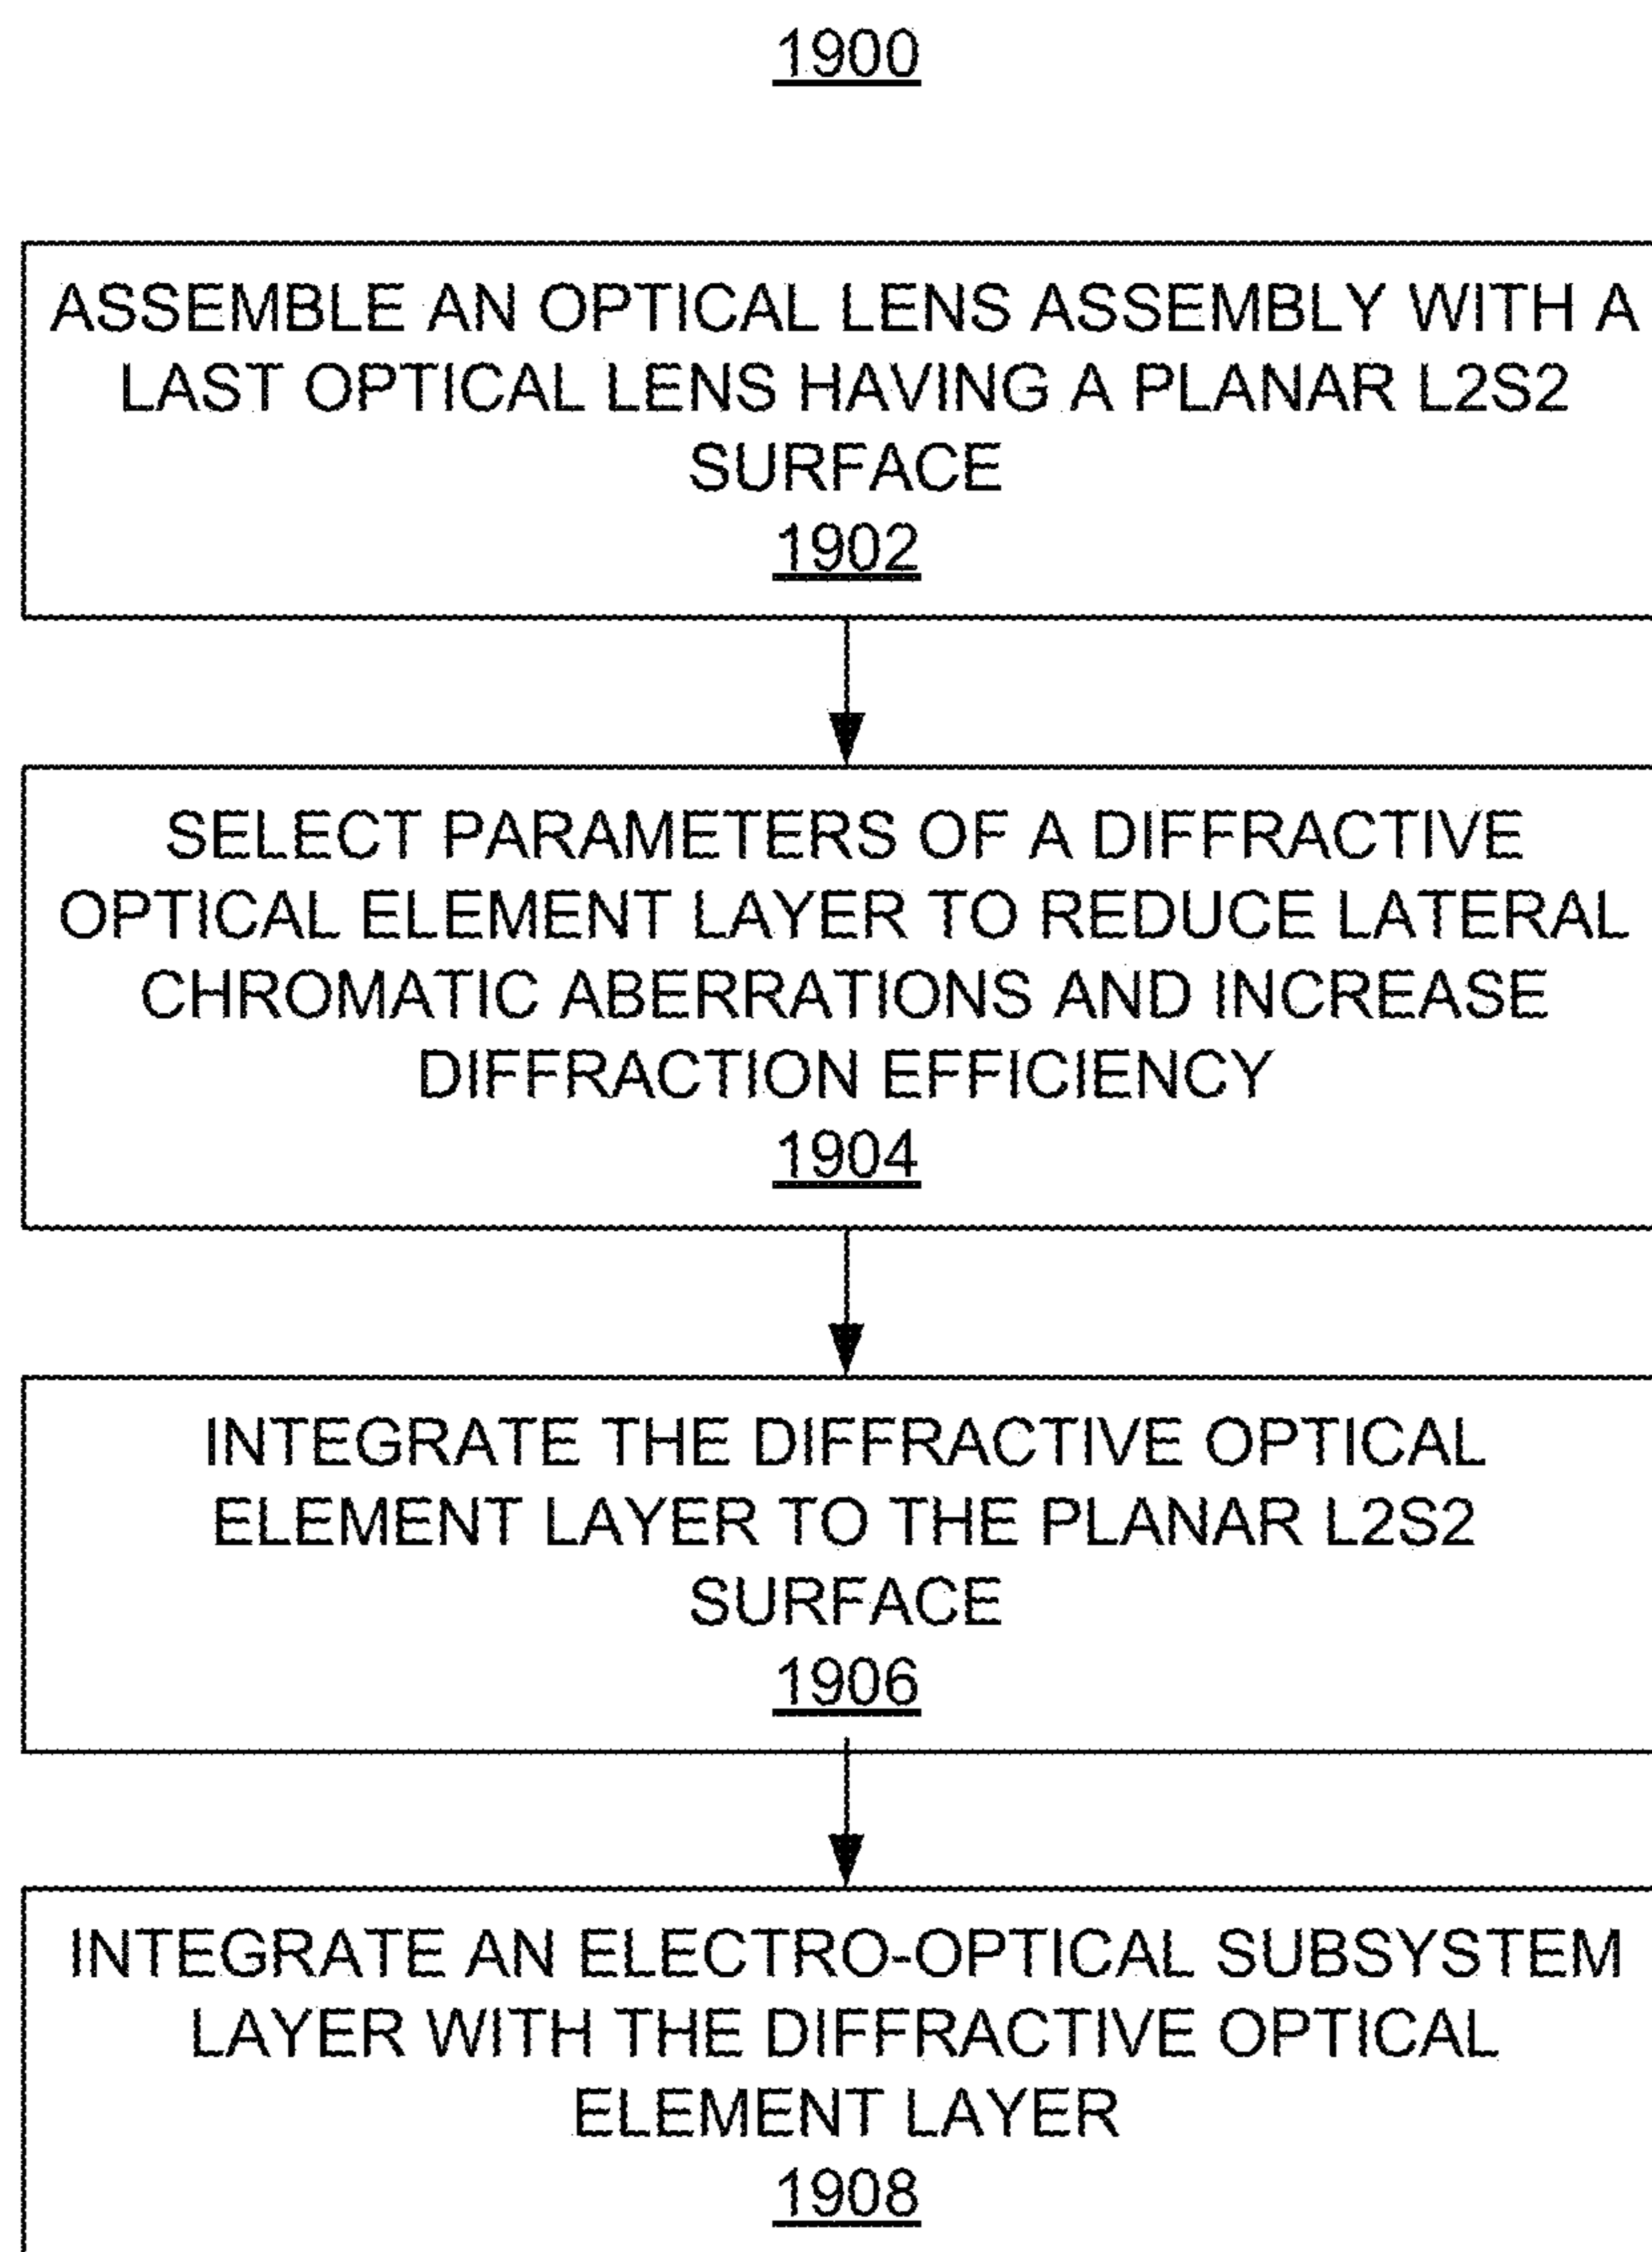 1900
ASSEMBLE AN OPTICAL LENS ASSEMBLY WITH A
LAST OPTICAL LENS HAVING A PLANAR L2S2
SURFACE
1902
SELECT PARAMETERS OF A DIFFRACTIVE
OPTICAL ELEMENT LAYER TO REDUCE LATERAL
CHROMATIC ABERRATIONS AND INCREASE
DIFFRACTION EFFICIENCY
1904
INTEGRATE THE DIFFRACTIVE OPTICAL
ELEMENT LAYER TO THE PLANAR L2S2
SURFACE
1906
INTEGRATE AN ELECTRO-OPTICAL SUBSYSTEM
LAYER WITH THE DIFFRACTIVE OPTICAL
ELEMENT LAYER
1908